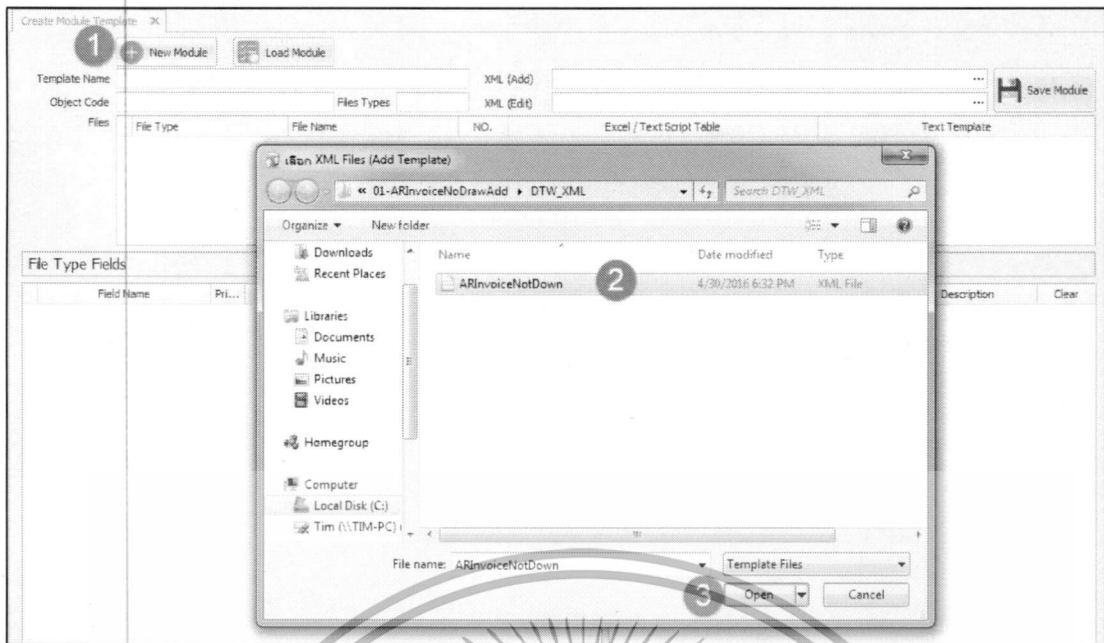 Create Module Template X
1 New Module Load Module
Template Name XML (Add) ... Save Module
Object Code Files Types XML (Edit) ...
Files File Type File Name NO. Excel / Text Script Table Text Template
เลือก XML Files (Add Template)
« 01-ARInvoiceNoDrawAdd DTW_XML Search DTW_XML
Organize New folder
Downloads Name Date modified Type
Recent Places ARInvoiceNotDown 2 4/30/2016 6:32 PM XML File
File Type Fields
Field Name Pri... Description Clear
Libraries
Documents
Music
Pictures
Videos
Homegroup
Computer
Local Disk (C:)
Tim (\\TIM-PC) (
File name: ARInvoiceNotDown Template Files
3 Open Cancel